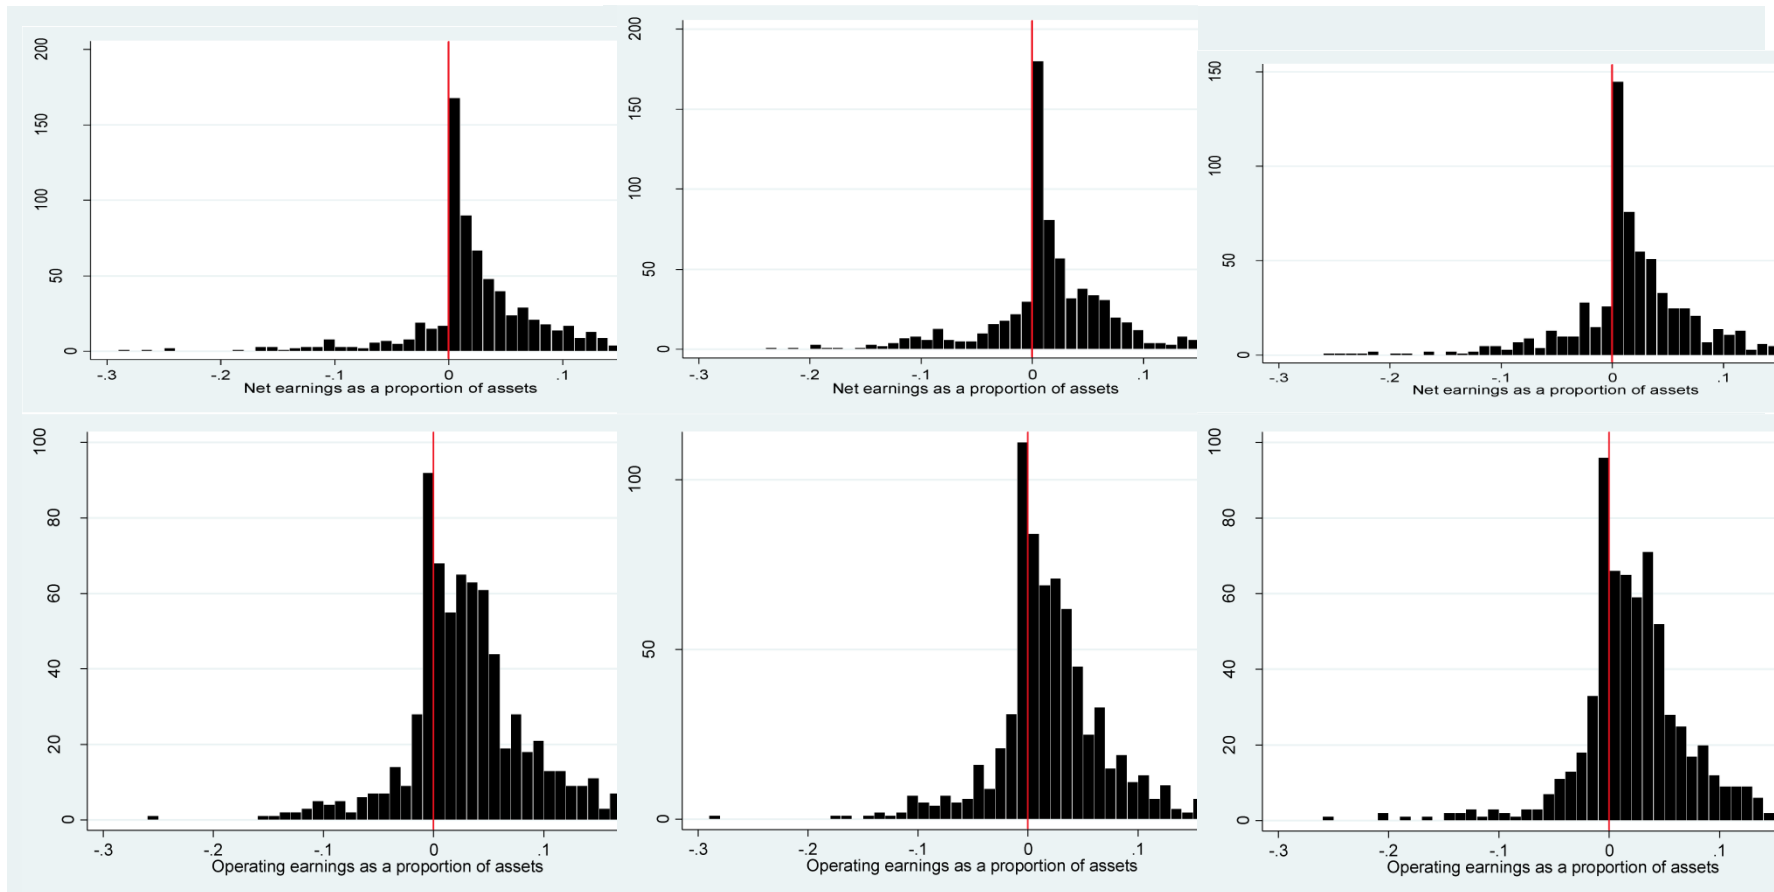 200
150
100
50
0
-.3 -.2 -.1 0 .1
Net earnings as a proportion of assets
200
150
100
50
0
-.3 -.2 -.1 0 .1
Net earnings as a proportion of assets
150
100
50
0
-.3 -.2 -.1 0 .1
Net earnings as a proportion of assets
100
80
60
40
20
0
-.3 -.2 -.1 0 .1
Operating earnings as a proportion of assets
100
50
0
-.3 -.2 -.1 0 .1
Operating earnings as a proportion of assets
100
80
60
40
20
0
-.3 -.2 -.1 0 .1
Operating earnings as a proportion of assets